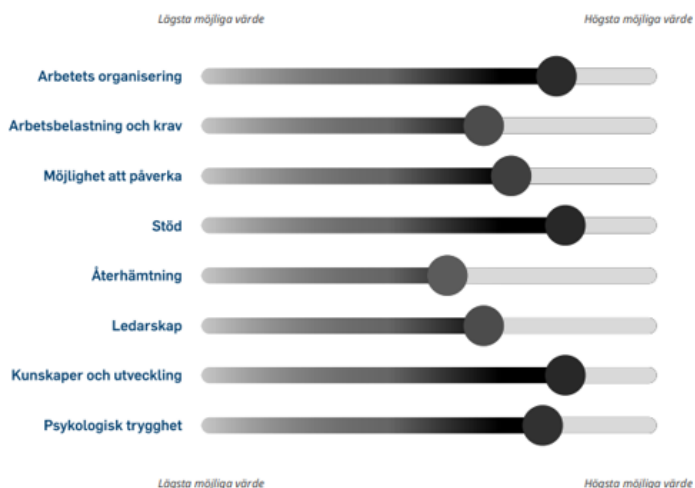 Lägsta möjliga värde Högsta möjliga värde
Arbetets organisering
Arbetsbelastning och krav
Möjlighet att påverka
Stöd
Återhämtning
Ledarskap
Kunskaper och utveckling
Psykologisk trygghet
Lägsta möjliga värde Högsta möjliga värde